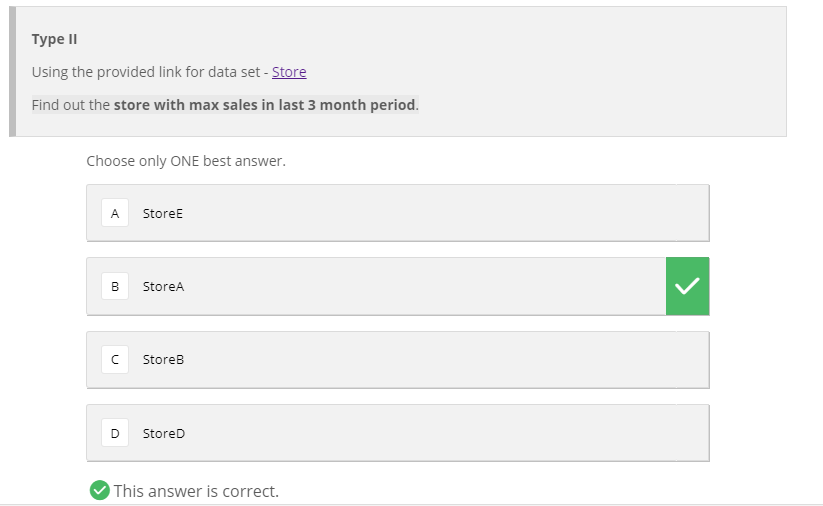 Type II
Using the provided link for data set - Store
Find out the store with max sales in last 3 month period.
Choose only ONE best answer.
A StoreE
B StoreA
C StoreB
D StoreD
This answer is correct.